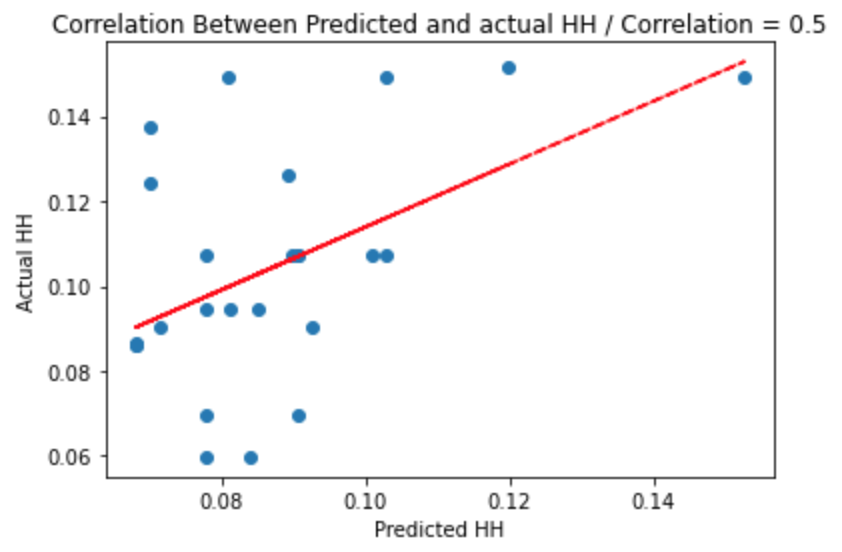 Correlation Between Predicted and actual HH / Correlation = 0.5
0.14
0.12
0.10
0.08
0.06
Actual HH
0.08 0.10 0.12 0.14
Predicted HH